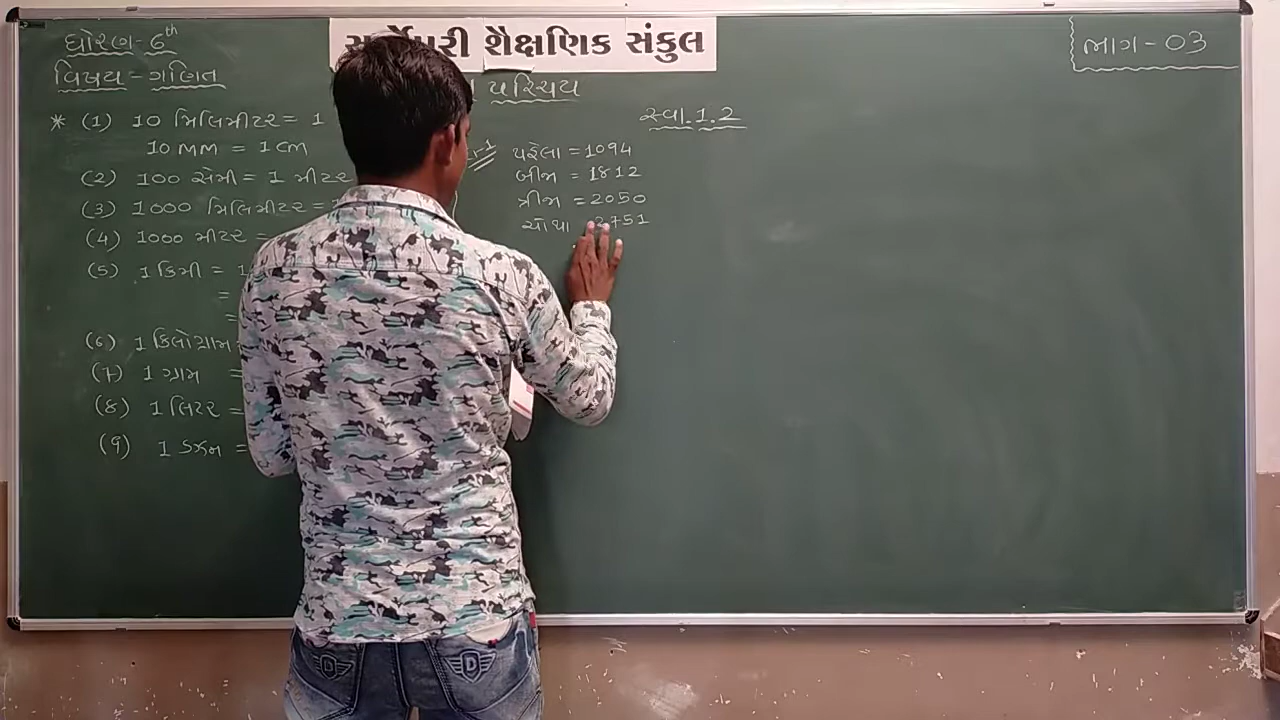 ધોરણ-6th
વિષય-ગણિત
શૈક્ષણિક સંકુલ
પરિચય
ભાગ-03
* (1) 10 મિલિમીટર = 1
10 mm = 1 cm
(2) 100 સેમી = 1 મીટર
(3) 1000 મિલિમીટર =
(4) 1000 મીટર =
(5) 1 કિમી = 1
=
=
(6) 1 કિલોગ્રામ
(7) 1 ગ્રામ =
(8) 1 લિટર =
(9) 1 ડઝન =
સ્વા.1.2
પહેલા = 1094
બીજા = 1812
ત્રીજા = 2050
ચોથા 2751